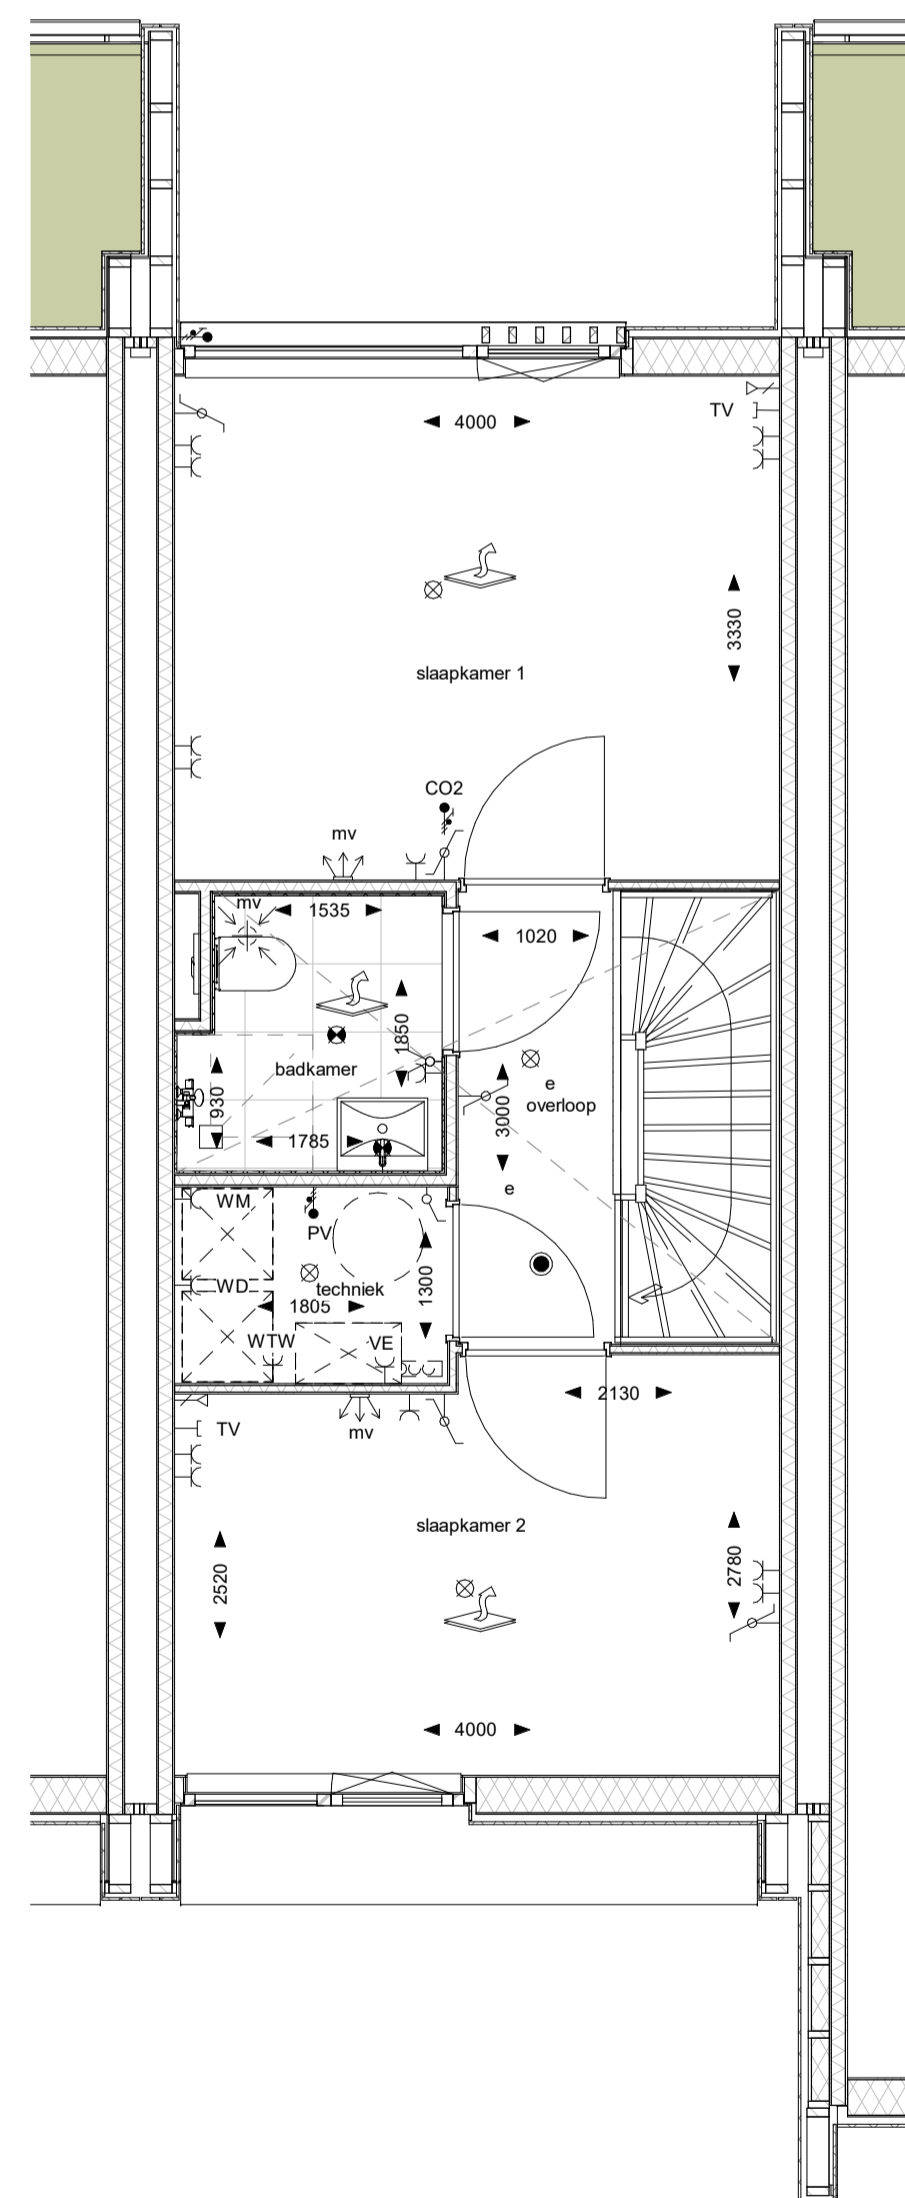 4000
TV
3330
slaapkamer 1
CO2
mv
mv
1535
1020
1850
badkamer
930
1785
e
overloop
3000
e
WM
PV
WD
techniek
1805
1300
WTW
VE
2130
TV
mv
slaapkamer 2
2520
2780
4000